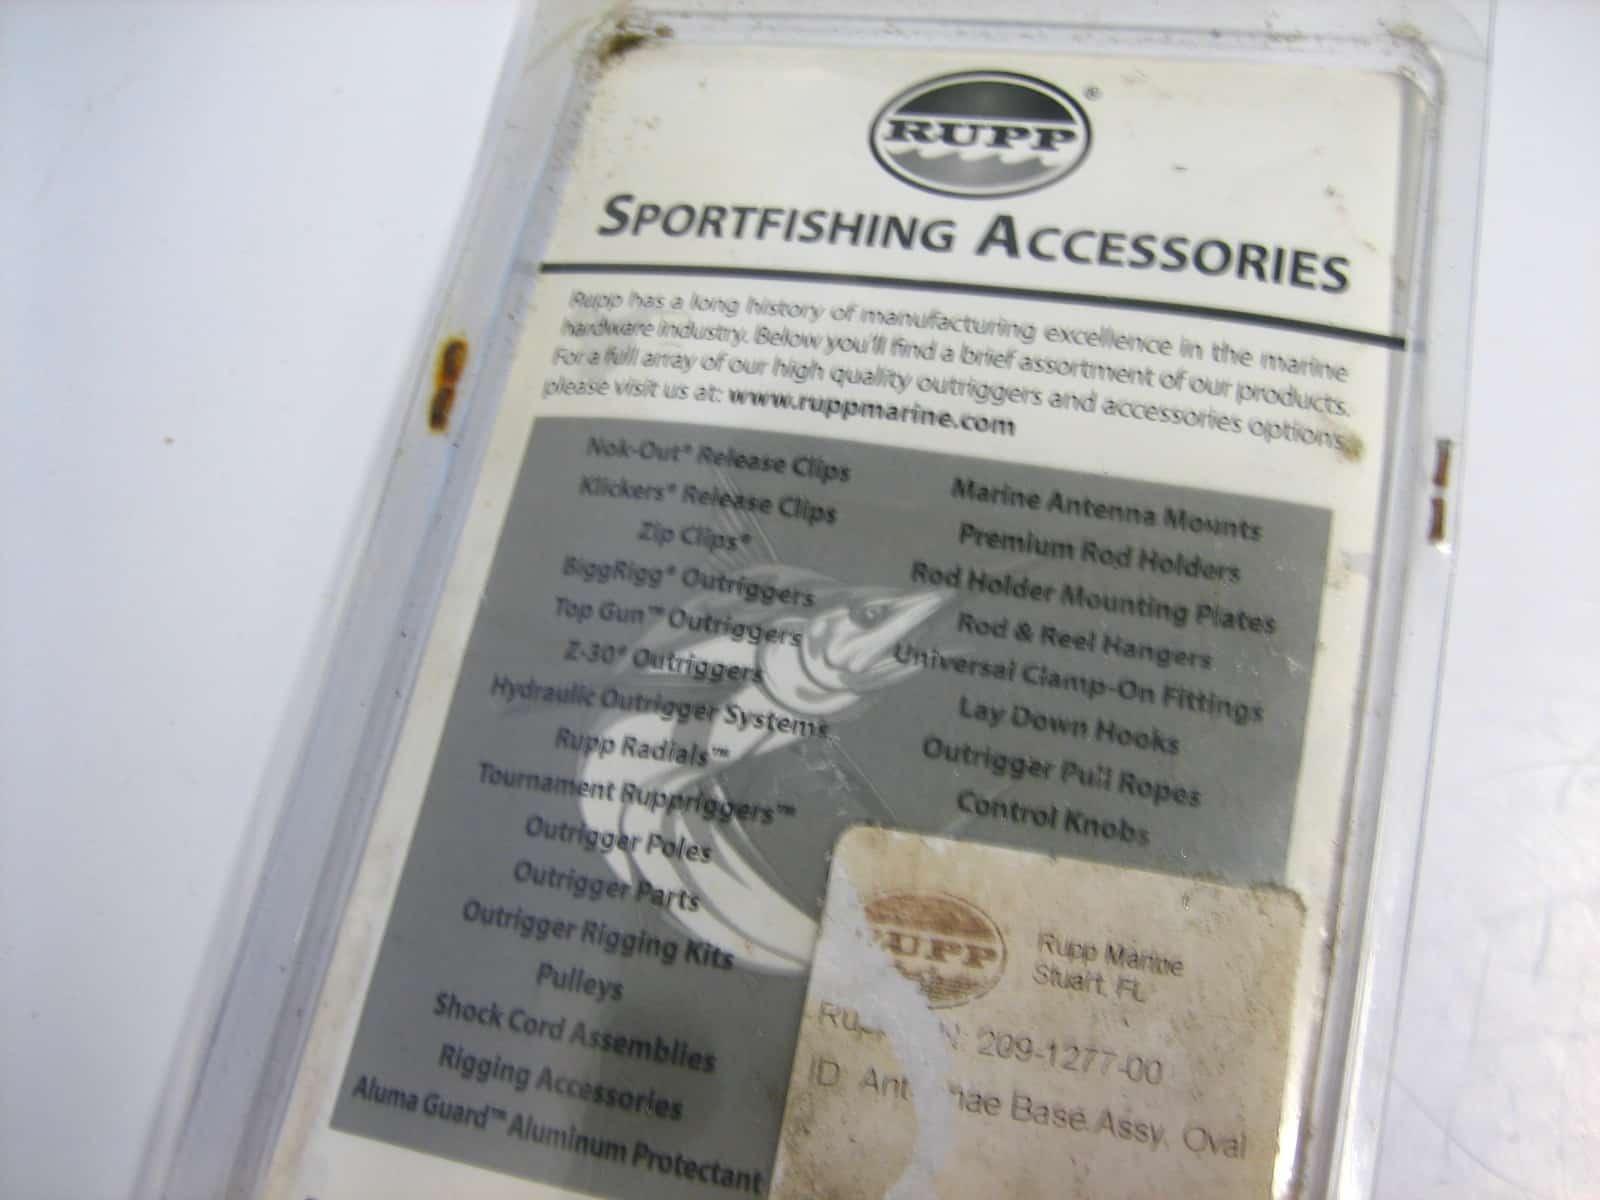 RUPP ®
SPORTFISHING ACCESSORIES
Rupp has a long history of manufacturing excellence in the marine
hardware industry. Below you'll find a brief assortment of our products.
For a full array of our high quality outriggers and accessories options,
please visit us at: www.ruppmarine.com
Nok-Out® Release Clips
Klickers® Release Clips
Zip Clips®
BiggRigg® Outriggers
Top Gun™ Outriggers
Z-30® Outriggers
Hydraulic Outrigger Systems
Rupp Radials™
Tournament Ruppriggers™
Outrigger Poles
Outrigger Parts
Outrigger Rigging Kits
Pulleys
Shock Cord Assemblies
Rigging Accessories
Aluma Guard™ Aluminum Protectant
Marine Antenna Mounts
Premium Rod Holders
Rod Holder Mounting Plates
Rod & Reel Hangers
Universal Clamp-On Fittings
Lay Down Hooks
Outrigger Pull Ropes
Control Knobs
RUPP
Rupp Marine
Stuart, FL
209-1277-00
ID: Base Assy, Oval